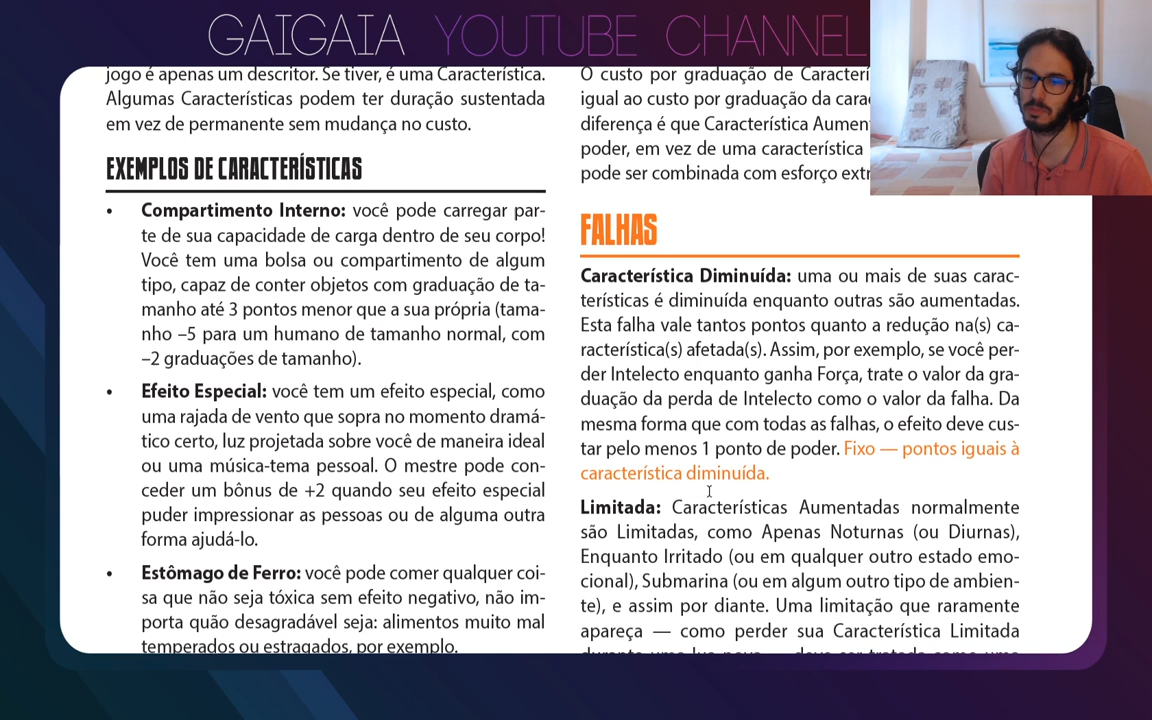 GAIGAIA YOUTUBE CHANNEL
jogo é apenas um descritor. Se tiver, é uma Característica.
Algumas Características podem ter duração sustentada
em vez de permanente sem mudança no custo.
EXEMPLOS DE CARACTERÍSTICAS
• Compartimento Interno: você pode carregar par-
te de sua capacidade de carga dentro de seu corpo!
Você tem uma bolsa ou compartimento de algum
tipo, capaz de conter objetos com graduação de ta-
manho até 3 pontos menor que a sua própria (tama-
nho –5 para um humano de tamanho normal, com
–2 graduações de tamanho).
• Efeito Especial: você tem um efeito especial, como
uma rajada de vento que sopra no momento dramá-
tico certo, luz projetada sobre você de maneira ideal
ou uma música-tema pessoal. O mestre pode con-
ceder um bônus de +2 quando seu efeito especial
puder impressionar as pessoas ou de alguma outra
forma ajudá-lo.
• Estômago de Ferro: você pode comer qualquer coi-
sa que não seja tóxica sem efeito negativo, não im-
porta quão desagradável seja: alimentos muito mal
temperados ou estragados, por exemplo.
O custo por graduação de
igual ao custo por graduação da
diferença é que Característica
poder, em vez de uma característica
pode ser combinada com esforço
FALHAS
Característica Diminuída: uma ou mais de suas carac-
terísticas é diminuída enquanto outras são aumentadas.
Esta falha vale tantos pontos quanto a redução na(s) ca-
racterística(s) afetada(s). Assim, por exemplo, se você per-
der Intelecto enquanto ganha Força, trate o valor da gra-
duação da perda de Intelecto como o valor da falha. Da
mesma forma que com todas as falhas, o efeito deve cus-
tar pelo menos 1 ponto de poder. Fixo — pontos iguais à
característica diminuída.
Limitada: Características Aumentadas normalmente
são Limitadas, como Apenas Noturnas (ou Diurnas),
Enquanto Irritado (ou em qualquer outro estado emo-
cional), Submarina (ou em algum outro tipo de ambien-
te), e assim por diante. Uma limitação que raramente
apareça — como perder sua Característica Limitada